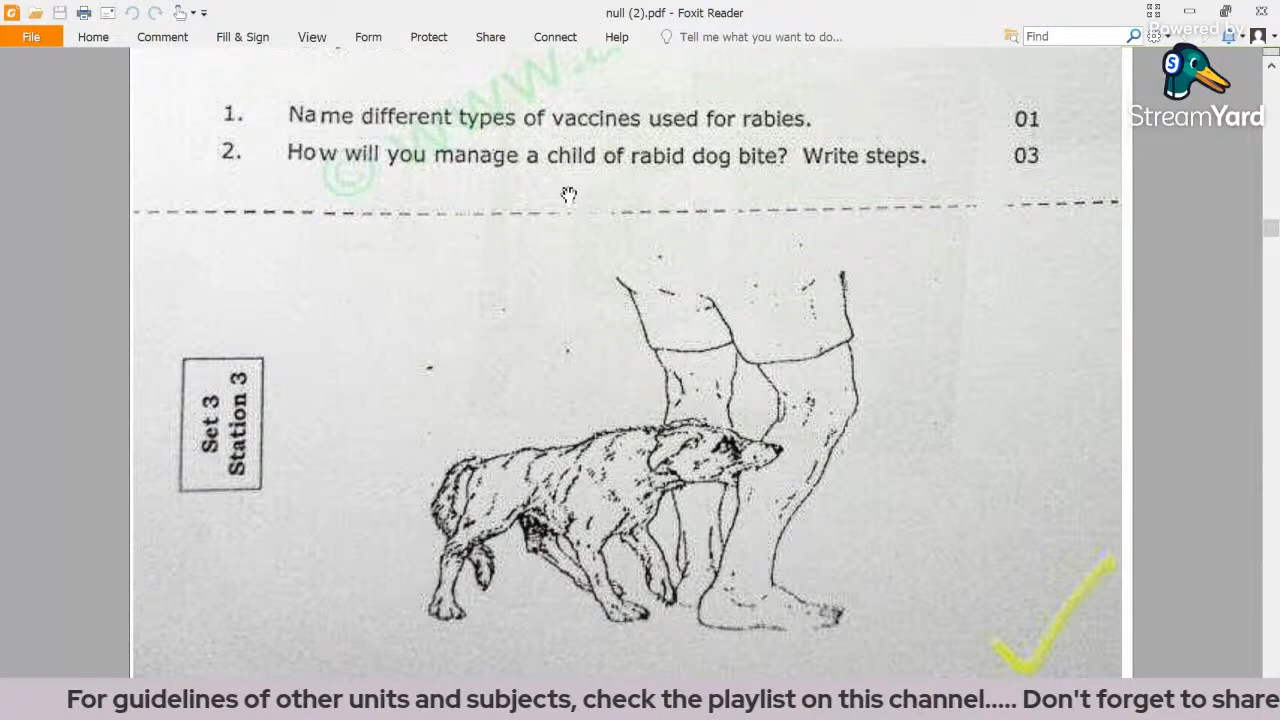 null (2).pdf - Foxit Reader
File Home Comment Fill & Sign View Form Protect Share Connect Help Tell me what you want to do... Find
Powered by
StreamYard
© www.
1. Name different types of vaccines used for rabies. 01
2. How will you manage a child of rabid dog bite? Write steps. 03
Set 3
Station 3
For guidelines of other units and subjects, check the playlist on this channel..... Don't forget to share